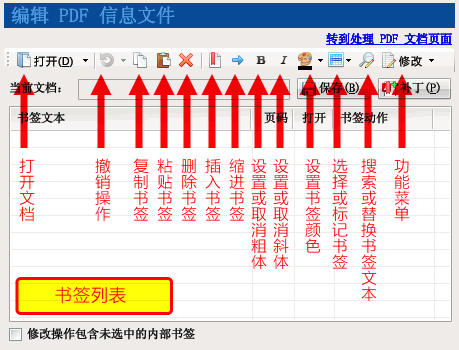 编辑 PDF 信息文件
转到处理 PDF 文档页面
打开(O) B I 修改
当前文档: 保存(B) 补丁(P)
书签文本 页码 打开 书签动作
打开文档
撤销操作
复制书签
粘贴书签
删除书签
插入书签
缩进书签
设置或取消粗体
设置或取消斜体
设置书签颜色
选择或标记书签
搜索或替换书签文本
功能菜单
书签列表
修改操作包含未选中的内部书签